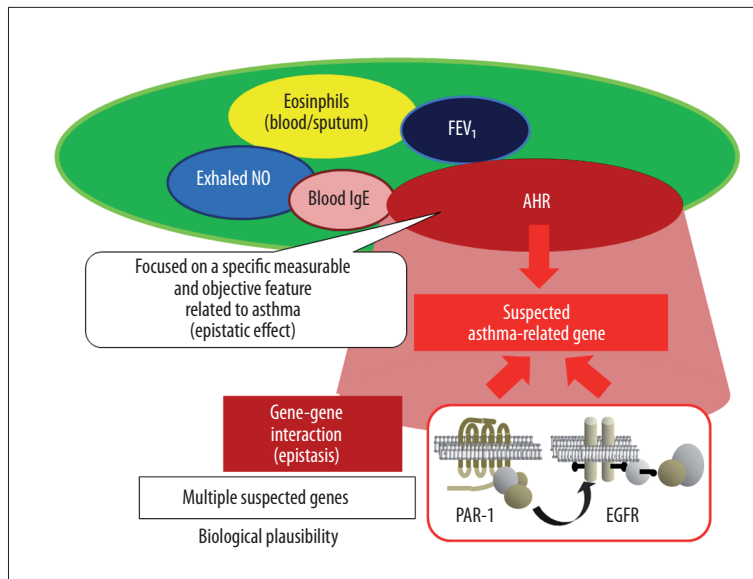 Eosinphils
(blood/sputum)
FEV₁
Exhaled NO
Blood IgE
AHR
Focused on a specific measurable
and objective feature
related to asthma
(epistatic effect)
Suspected
asthma-related gene
Gene-gene
interaction
(epistasis)
Multiple suspected genes
Biological plausibility
PAR-1
EGFR